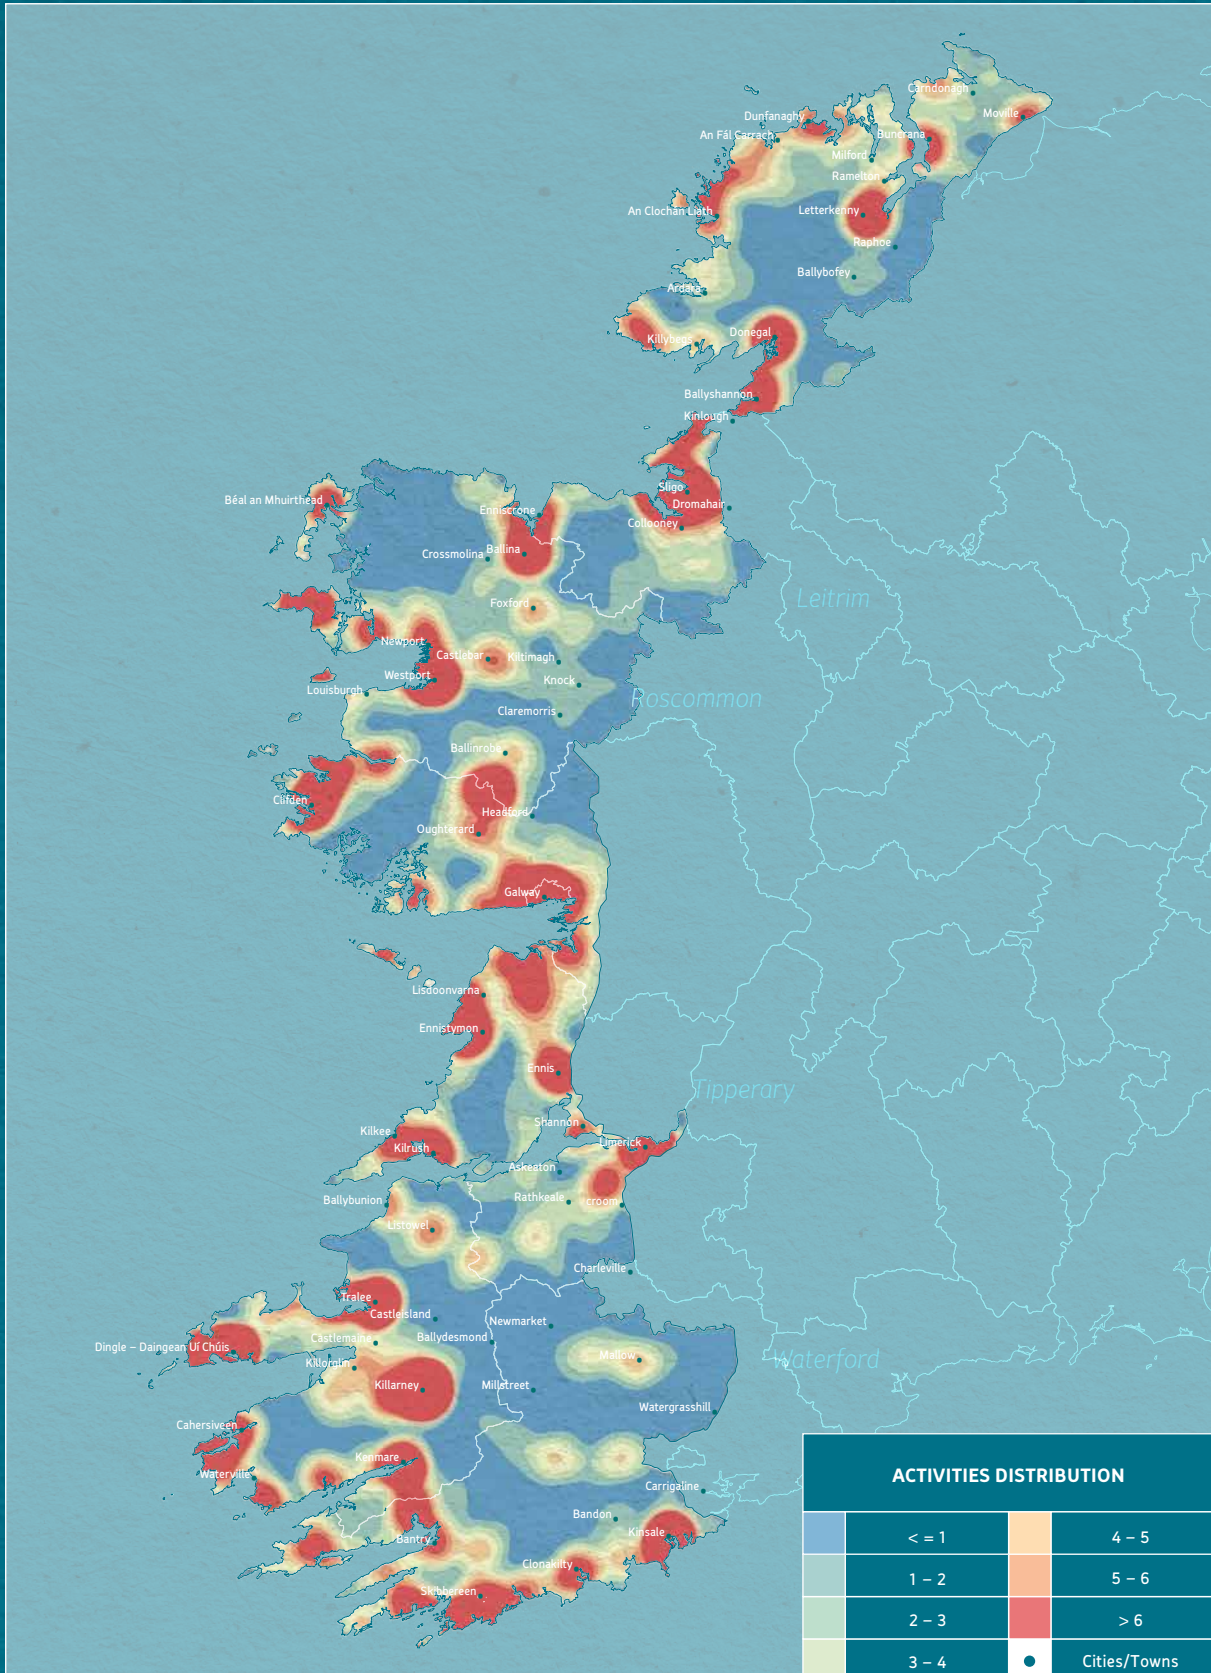 Carndonagh
Moville
Dunfanaghy
An Fál Carrach
Buncrana
Milford
Ramelton
An Clochán Liath
Letterkenny
Raphoe
Ballybofey
Ardara
Donegal
Killybegs
Ballyshannon
Kinlough
Sligo
Béal an Mhuirthead
Dromahair
Enniscrone
Collooney
Ballina
Crossmolina
Leitrim
Foxford
Newport
Castlebar
Kiltimagh
Westport
Knock
Louisburgh
Roscommon
Claremorris
Ballinrobe
Clifden
Headford
Oughterard
Galway
Lisdoonvarna
Ennistymon
Ennis
Tipperary
Shannon
Kilkee
Limerick
Kilrush
Askeaton
Ballybunion
Rathkeale
croom
Listowel
Charleville
Tralee
Castleisland
Newmarket
Castlemaine
Ballydesmond
Dingle – Daingean Uí Chúis
Mallow
Waterford
Killorglin
Killarney
Millstreet
Watergrasshill
Cahersiveen
Kenmare
Waterville
Carrigaline
Bandon
Kinsale
Bantry
Clonakilty
Skibbereen
ACTIVITIES DISTRIBUTION
< = 1
4 – 5
1 – 2
5 – 6
2 – 3
> 6
3 – 4
Cities/Towns